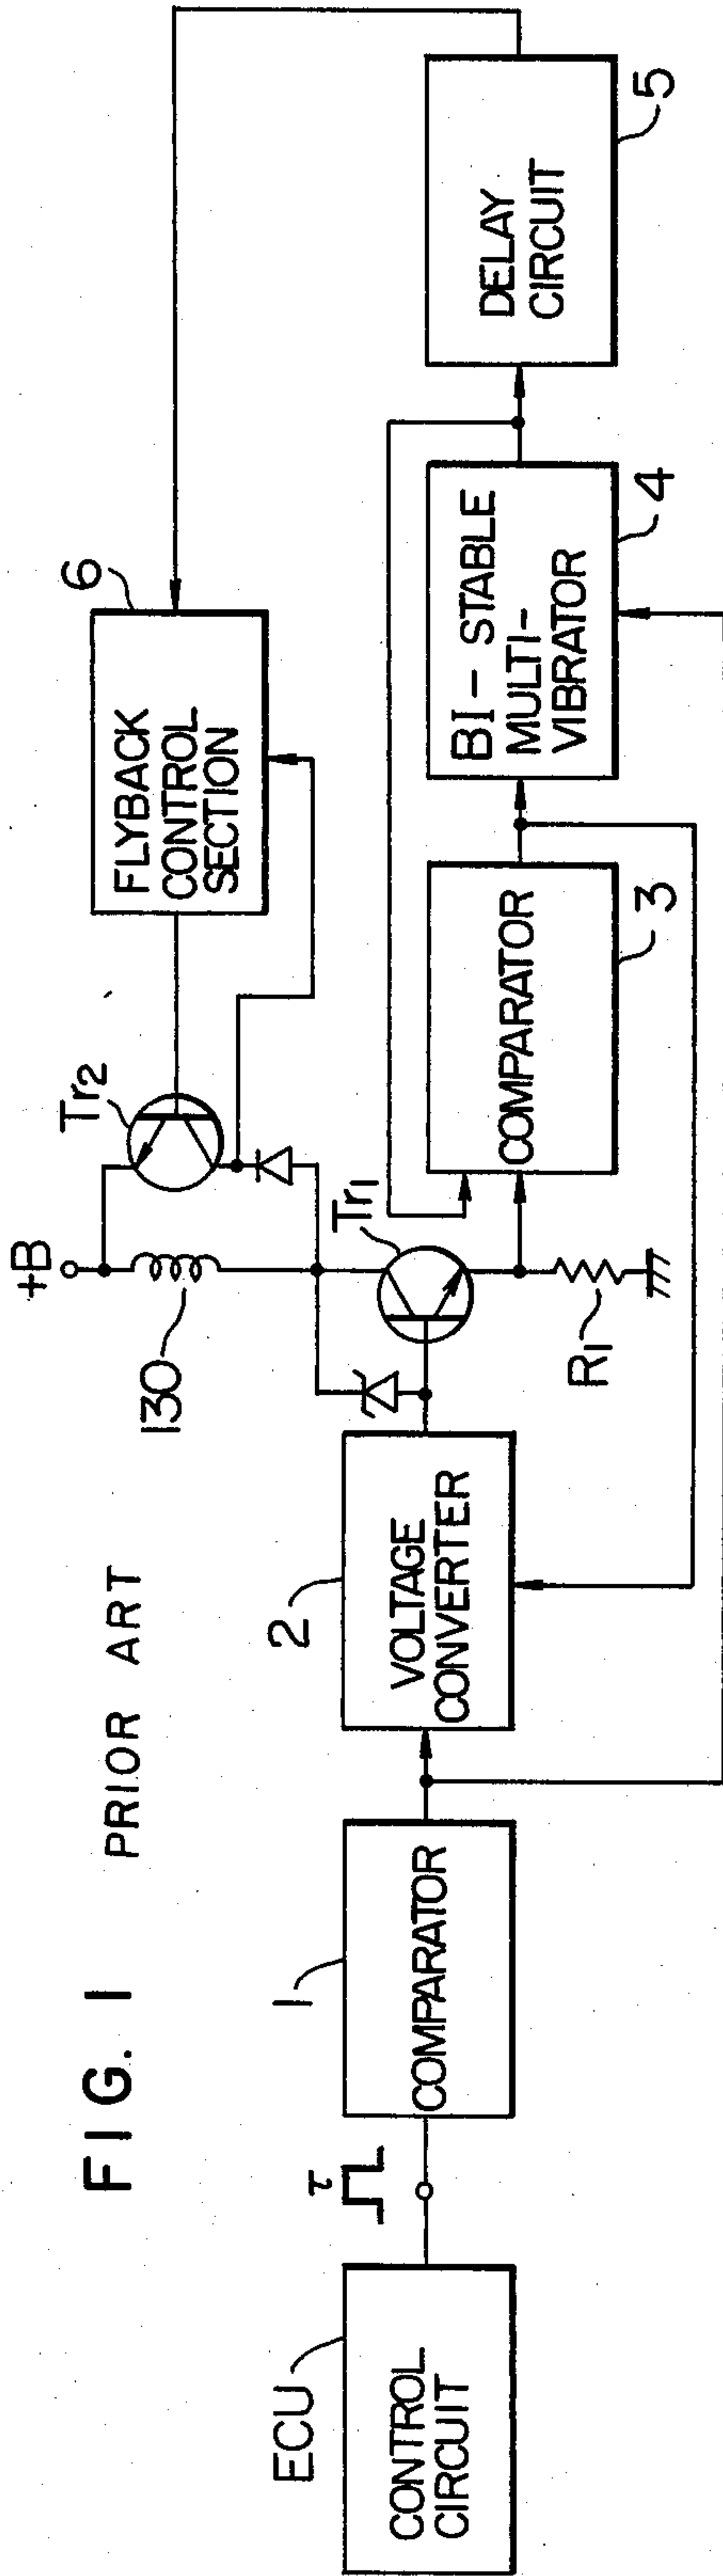 FIG. 1 PRIOR ART
ECU
CONTROL
CIRCUIT
τ
1
COMPARATOR
2
VOLTAGE
CONVERTER
+B
130
Tr1
R1
Tr2
6
FLYBACK
CONTROL
SECTION
COMPARATOR
3
BI-STABLE
MULTI-
VIBRATOR
4
DELAY
CIRCUIT
5